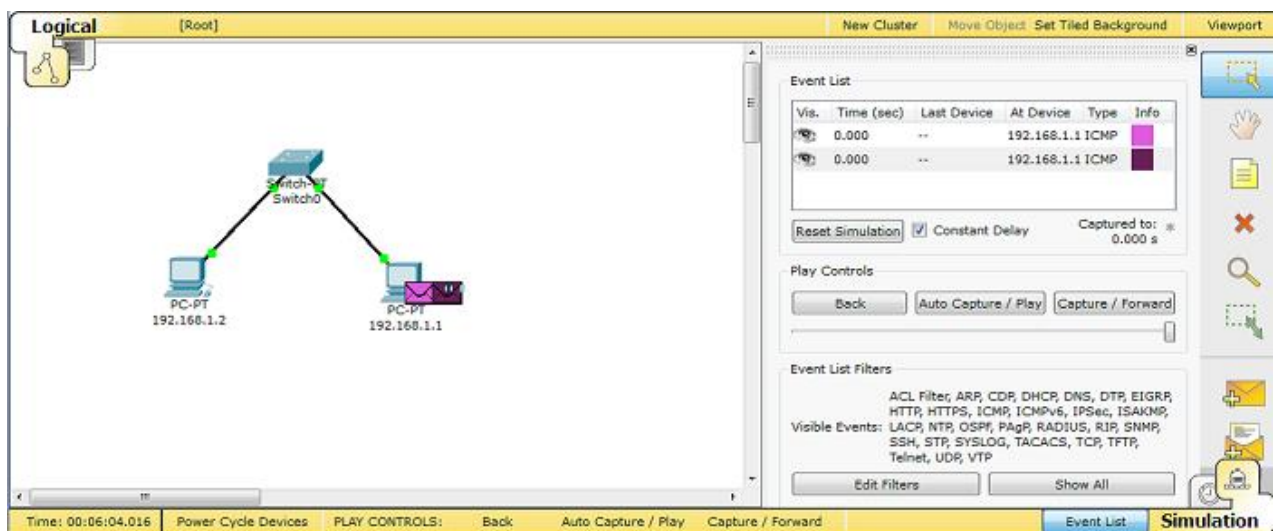 Logical [Root] New Cluster Move Object Set Tiled Background Viewport
Switch-PT
Switch0
PC-PT
192.168.1.2
PC-PT
192.168.1.1
Event List
Vis. Time (sec) Last Device At Device Type Info
0.000 -- 192.168.1.1 ICMP
0.000 -- 192.168.1.1 ICMP
Reset Simulation Constant Delay Captured to: *
0.000 s
Play Controls
Back Auto Capture / Play Capture / Forward
Event List Filters
Visible Events: ACL Filter, ARP, CDP, DHCP, DNS, DTP, EIGRP,
HTTP, HTTPS, ICMP, ICMPv6, IPSec, ISAKMP,
LACP, NTP, OSPF, PAgP, RADIUS, RIP, SNMP,
SSH, STP, SYSLOG, TACACS, TCP, TFTP,
Telnet, UDP, VTP
Edit Filters Show All
Time: 00:06:04.016 Power Cycle Devices PLAY CONTROLS: Back Auto Capture / Play Capture / Forward Event List Simulation